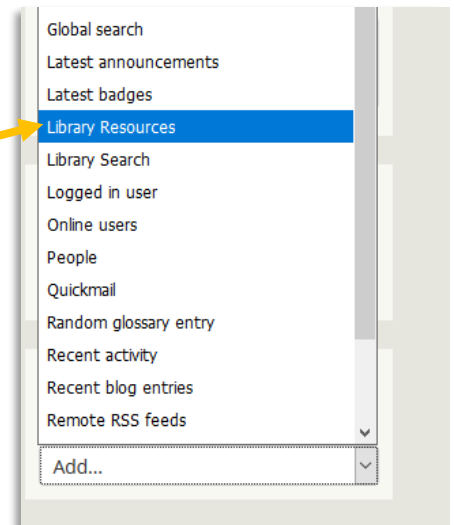 Global search
Latest announcements
Latest badges
Library Resources
Library Search
Logged in user
Online users
People
Quickmail
Random glossary entry
Recent activity
Recent blog entries
Remote RSS feeds
Add...